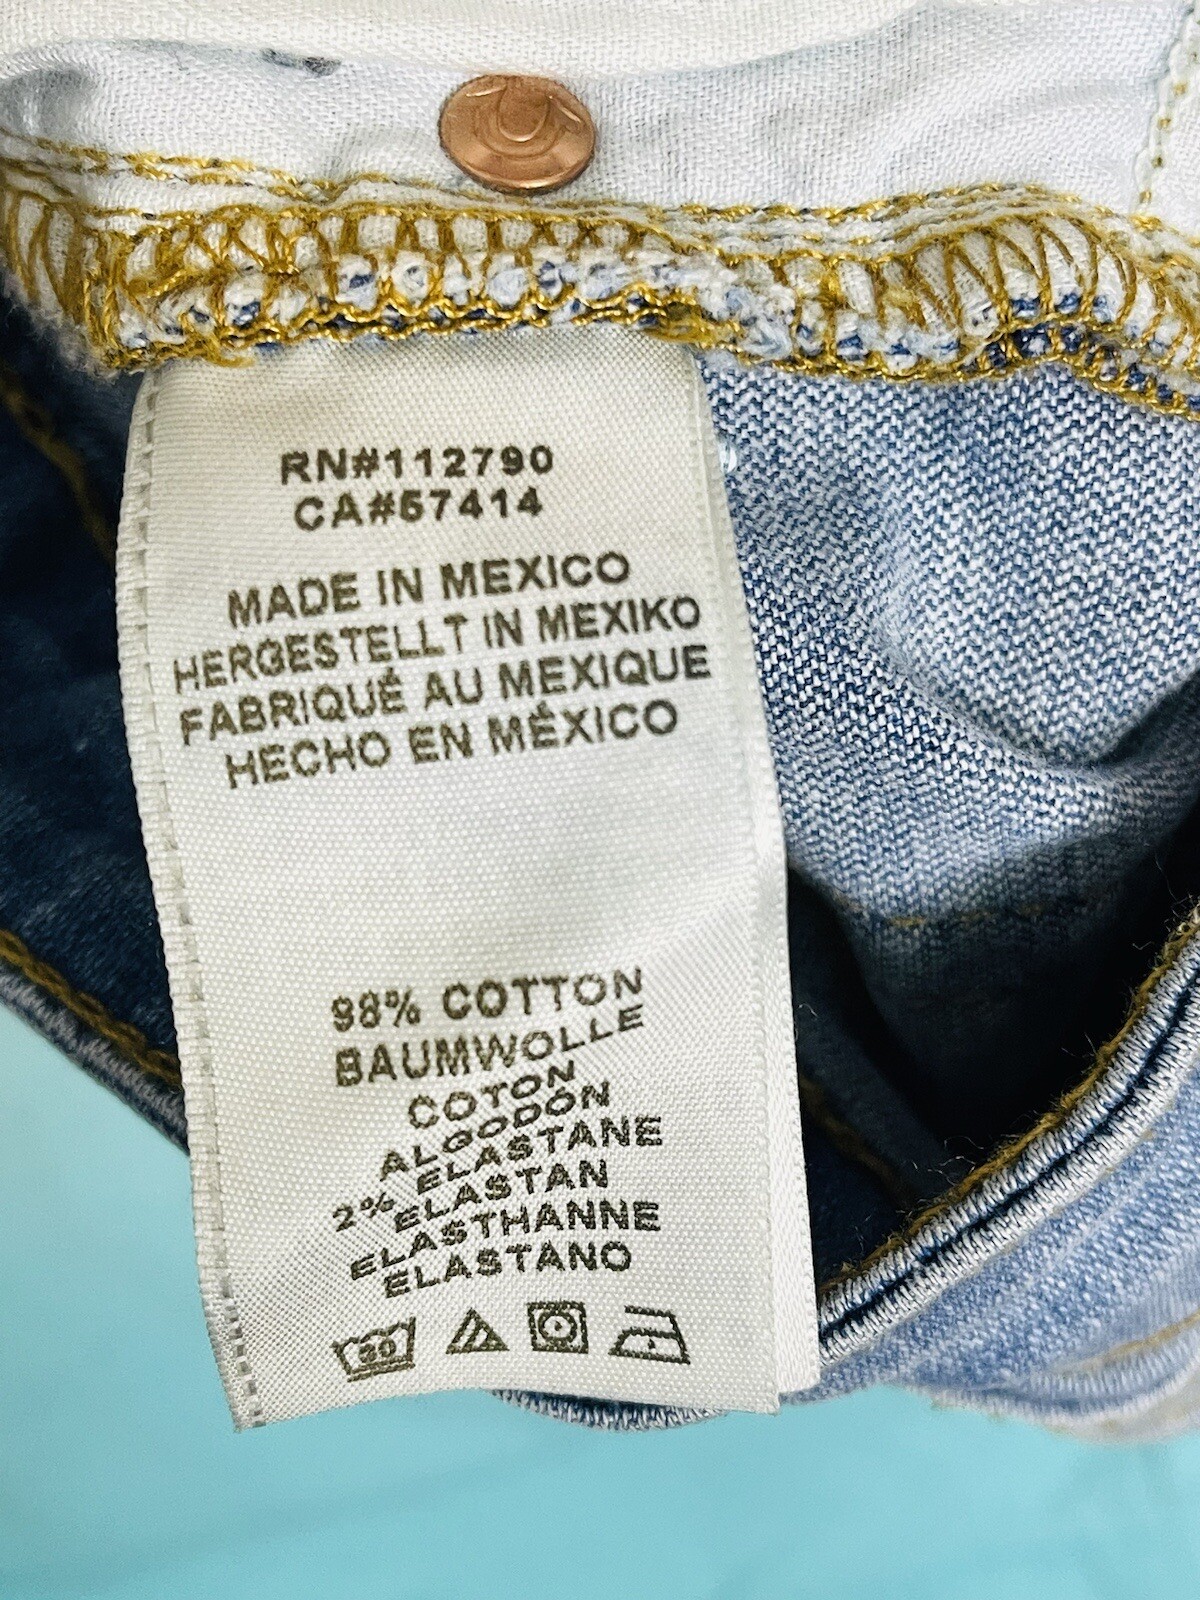 RN#112790
CA#57414
MADE IN MEXICO
HERGESTELLT IN MEXIKO
FABRIQUÉ AU MEXIQUE
HECHO EN MÉXICO
98% COTTON
BAUMWOLLE
COTON
ALGODÓN
2% ELASTANE
ELASTAN
ELASTHANNE
ELASTANO
30